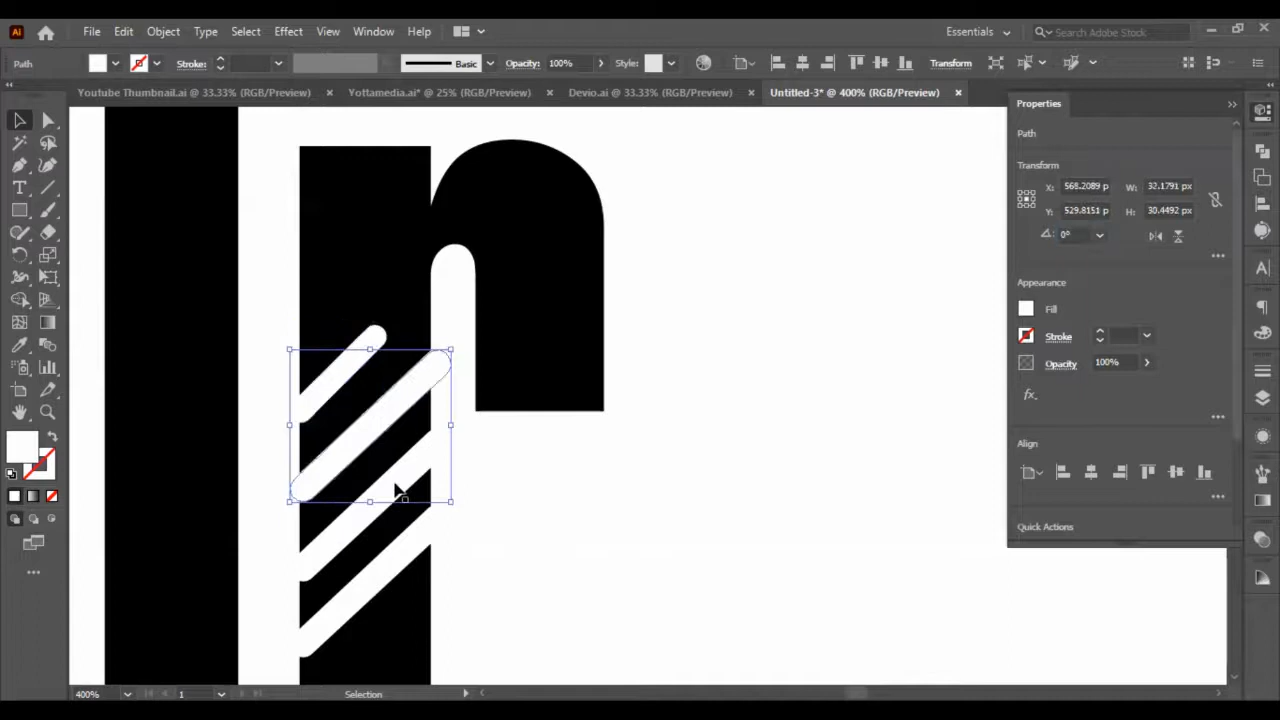 Ai File Edit Object Type Select Effect View Window Help Essentials Search Adobe Stock
Path Stroke: Basic Opacity: 100% Style: Transform
Youtube Thumbnail.ai @ 33.33% (RGB/Preview) × Yottamedia.ai* @ 25% (RGB/Preview) × Devio.ai @ 33.33% (RGB/Preview) × Untitled-3* @ 400% (RGB/Preview) ×
Properties
Path
Transform
X: 568.2089 p W: 32.1791 px
Y: 529.8151 p H: 30.4492 px
0°
Appearance
Fill
Stroke
Opacity 100%
fx.
Align
Quick Actions
n
400% 1 Selection